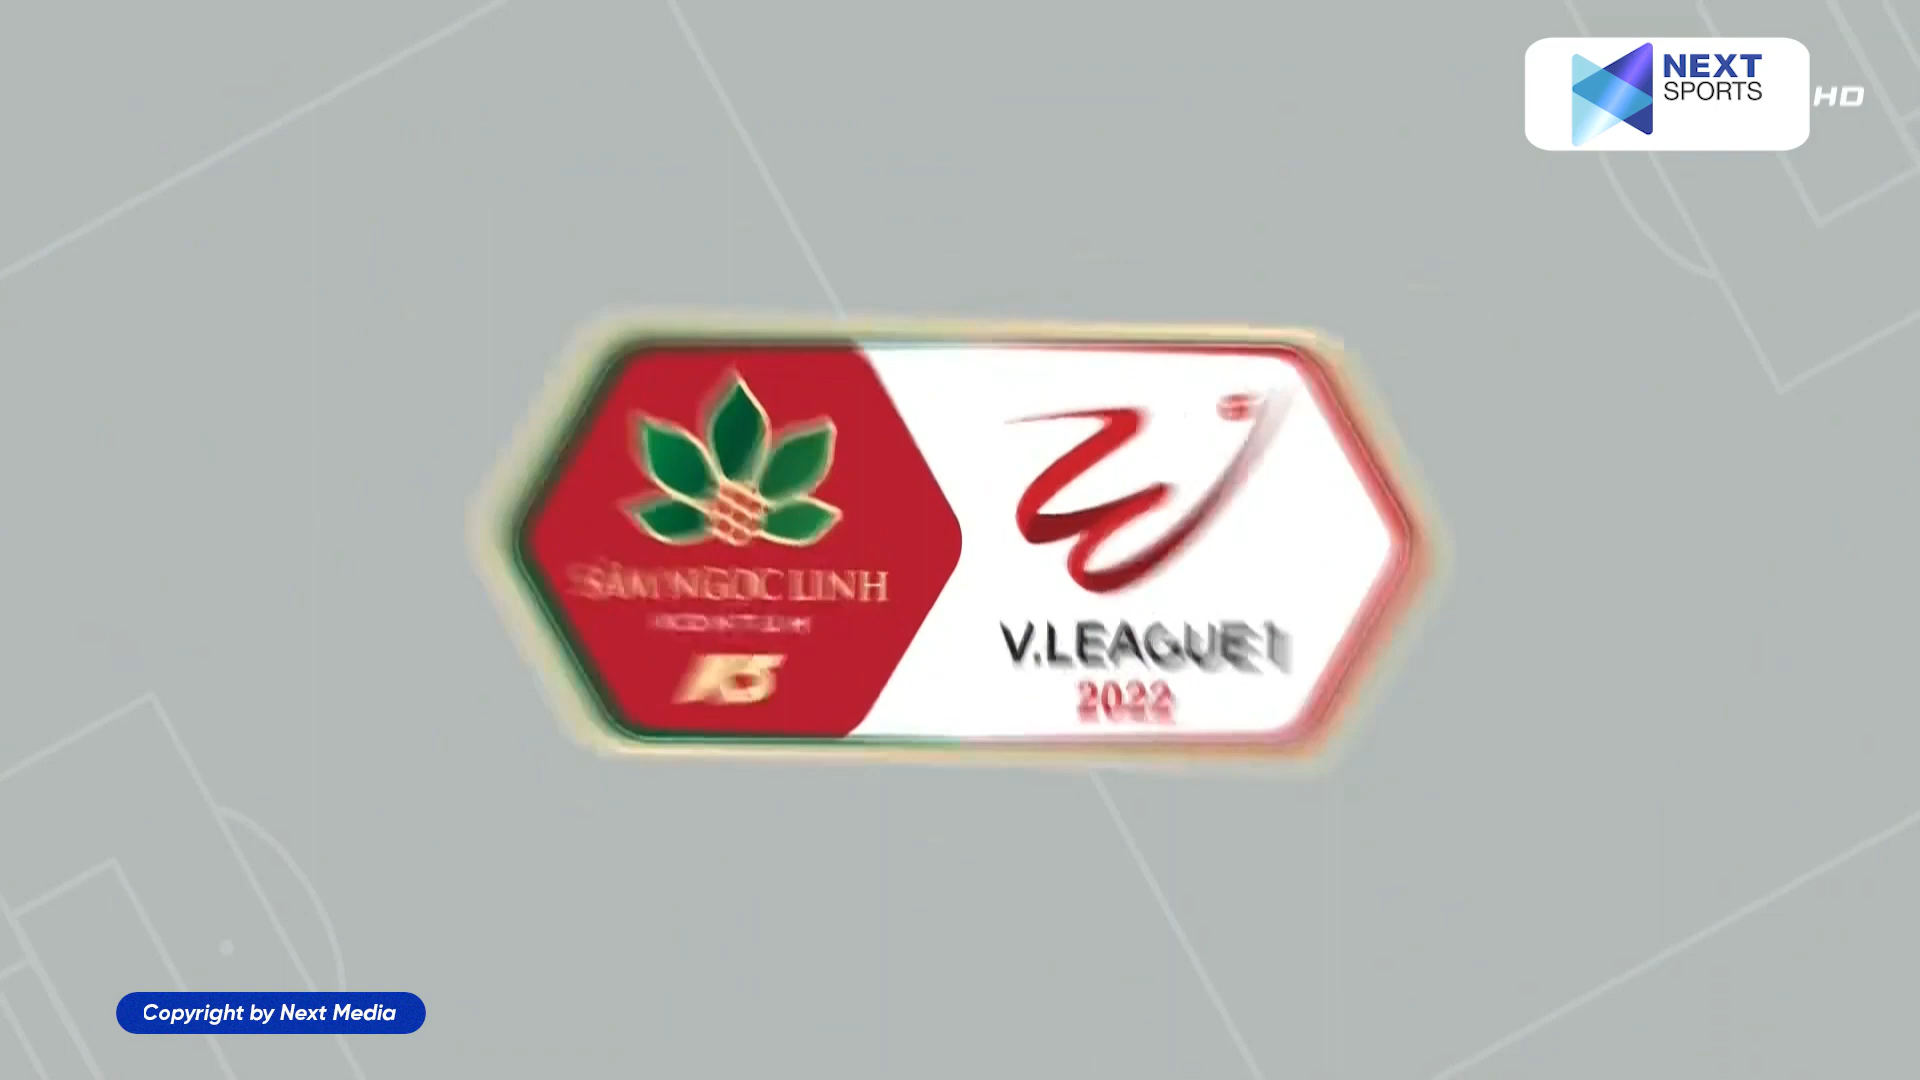 NEXT
SPORTS
HD
SÂM NGỌC LINH
V.LEAGUE 1
2022
Copyright by Next Media